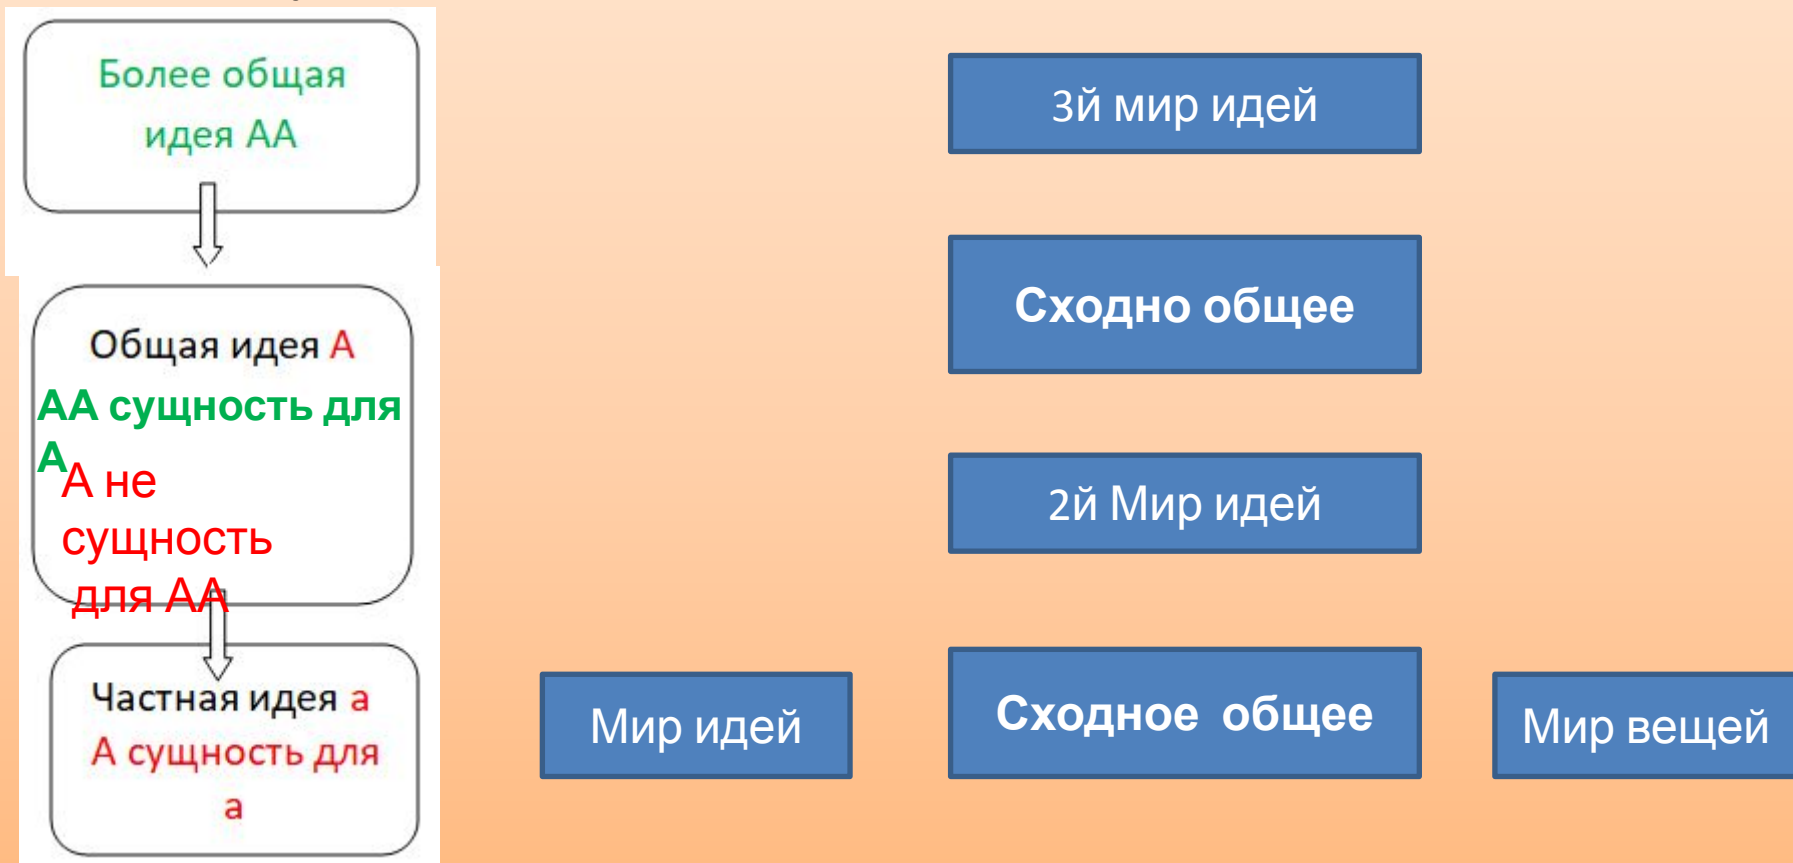 Более общая
идея АА
Общая идея А
АА сущность для
А
А не
сущность
для АА
Частная идея а
А сущность для
а
3й мир идей
Сходно общее
2й Мир идей
Мир идей
Сходное общее
Мир вещей